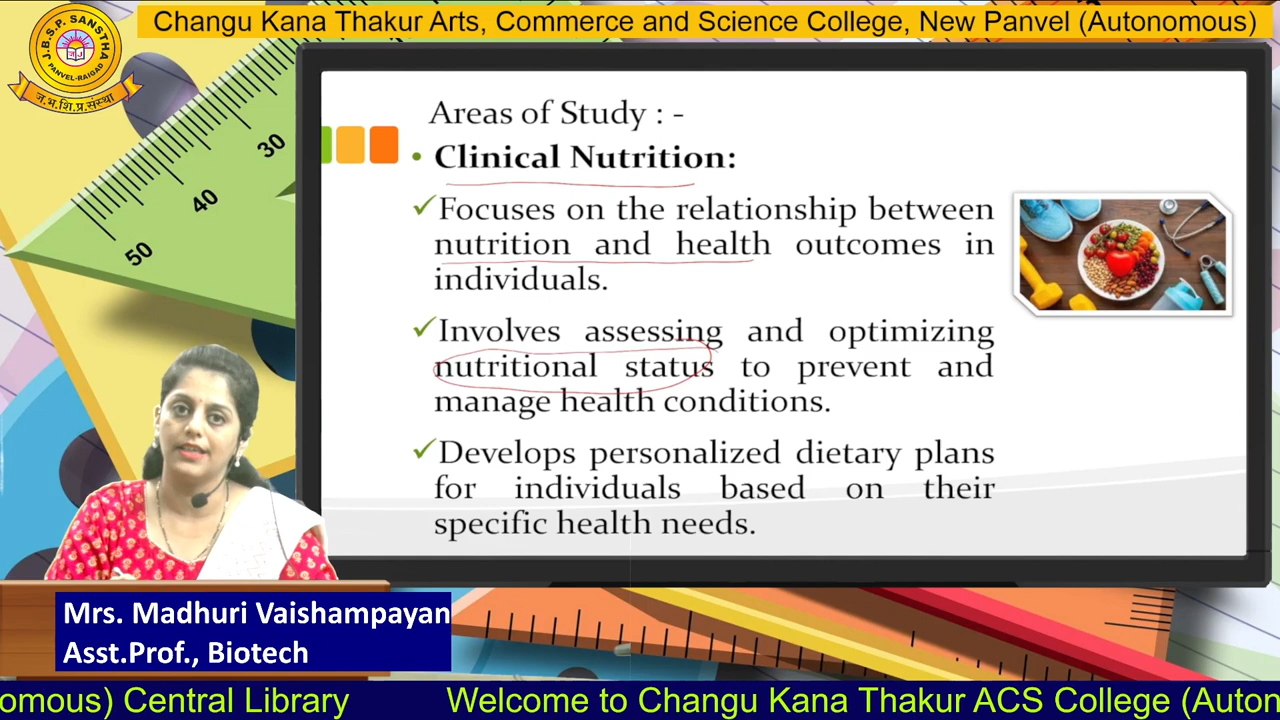 Changu Kana Thakur Arts, Commerce and Science College, New Panvel (Autonomous)
J.B.S.P. SANSTHA
PANVEL-RAIGAD
ज.भ.शि.प्र.संस्था
30
40
50
Areas of Study : -
• Clinical Nutrition:
✓Focuses on the relationship between
nutrition and health outcomes in
individuals.
✓Involves assessing and optimizing
nutritional status to prevent and
manage health conditions.
✓Develops personalized dietary plans
for individuals based on their
specific health needs.
Mrs. Madhuri Vaishampayan
Asst.Prof., Biotech
omous) Central Library Welcome to Changu Kana Thakur ACS College (Auton